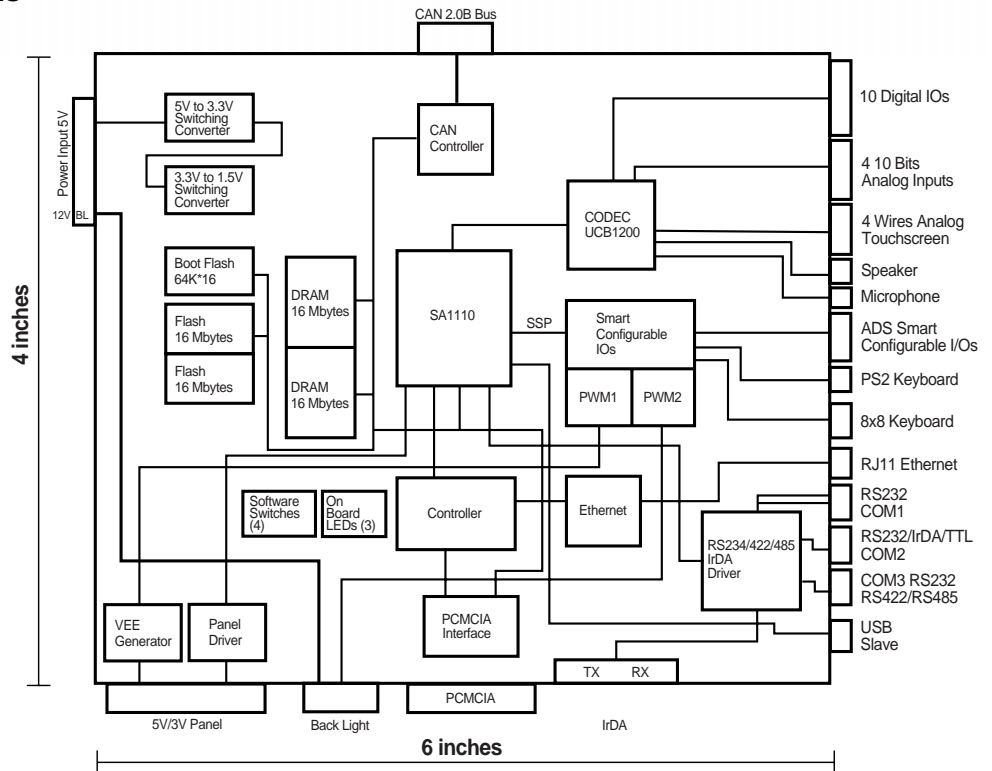 CAN 2.0B Bus
4 inches
Power Input 5V
12V BL
5V to 3.3V
Switching
Converter
3.3V to 1.5V
Switching
Converter
CAN
Controller
CODEC
UCB1200
10 Digital IOs
4 10 Bits
Analog Inputs
4 Wires Analog
Touchscreen
Speaker
Microphone
ADS Smart
Configurable I/Os
PS2 Keyboard
8x8 Keyboard
RJ11 Ethernet
RS232
COM1
RS232/IrDA/TTL
COM2
COM3 RS232
RS422/RS485
USB
Slave
Boot Flash
64K*16
Flash
16 Mbytes
Flash
16 Mbytes
DRAM
16 Mbytes
DRAM
16 Mbytes
SA1110
SSP
Smart
Configurable
IOs
PWM1
PWM2
Software
Switches
(4)
On
Board
LEDs (3)
Controller
Ethernet
RS234/422/485
IrDA
Driver
VEE
Generator
Panel
Driver
PCMCIA
Interface
TX RX
PCMCIA
5V/3V Panel
Back Light
IrDA
6 inches